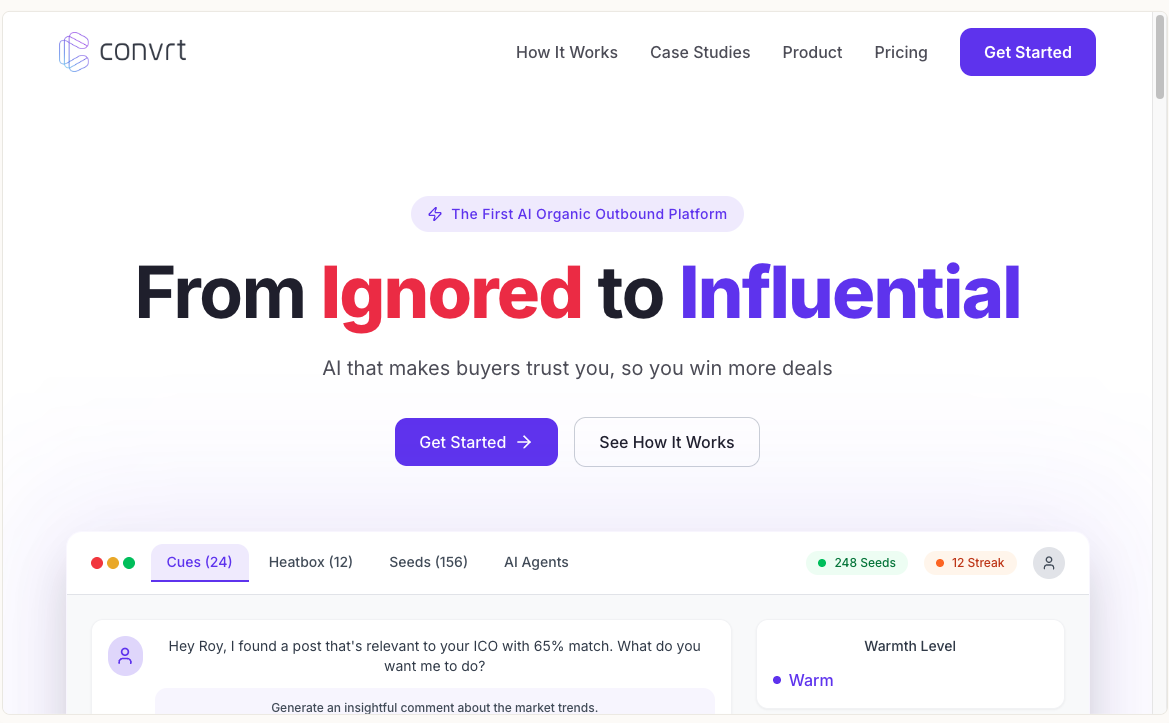 convrt
How It Works
Case Studies
Product
Pricing
Get Started
The First AI Organic Outbound Platform
From Ignored to Influential
AI that makes buyers trust you, so you win more deals
Get Started
See How It Works
Cues (24)
Heatbox (12)
Seeds (156)
AI Agents
248 Seeds
12 Streak
Hey Roy, I found a post that's relevant to your ICO with 65% match. What do you
want me to do?
Generate an insightful comment about the market trends.
Warmth Level
Warm